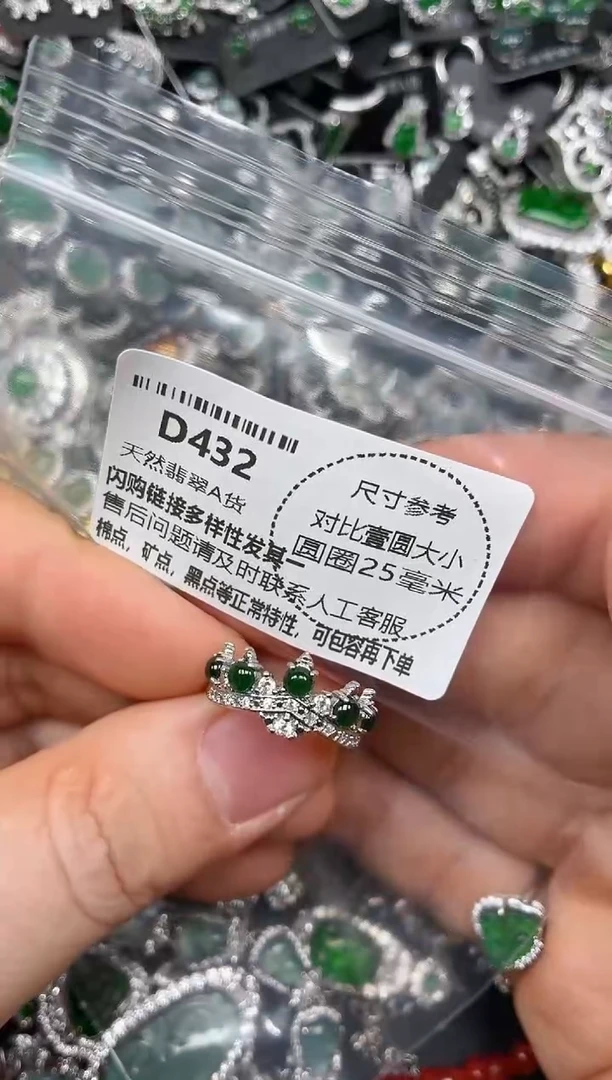 D432
天然翡翠A货
闪购链接多样性发其一
售后问题请及时联系人工客服
棉点，矿点，黑点等正常特性，可包容再下单
尺寸参考
对比壹圆大小
圆圈25毫米